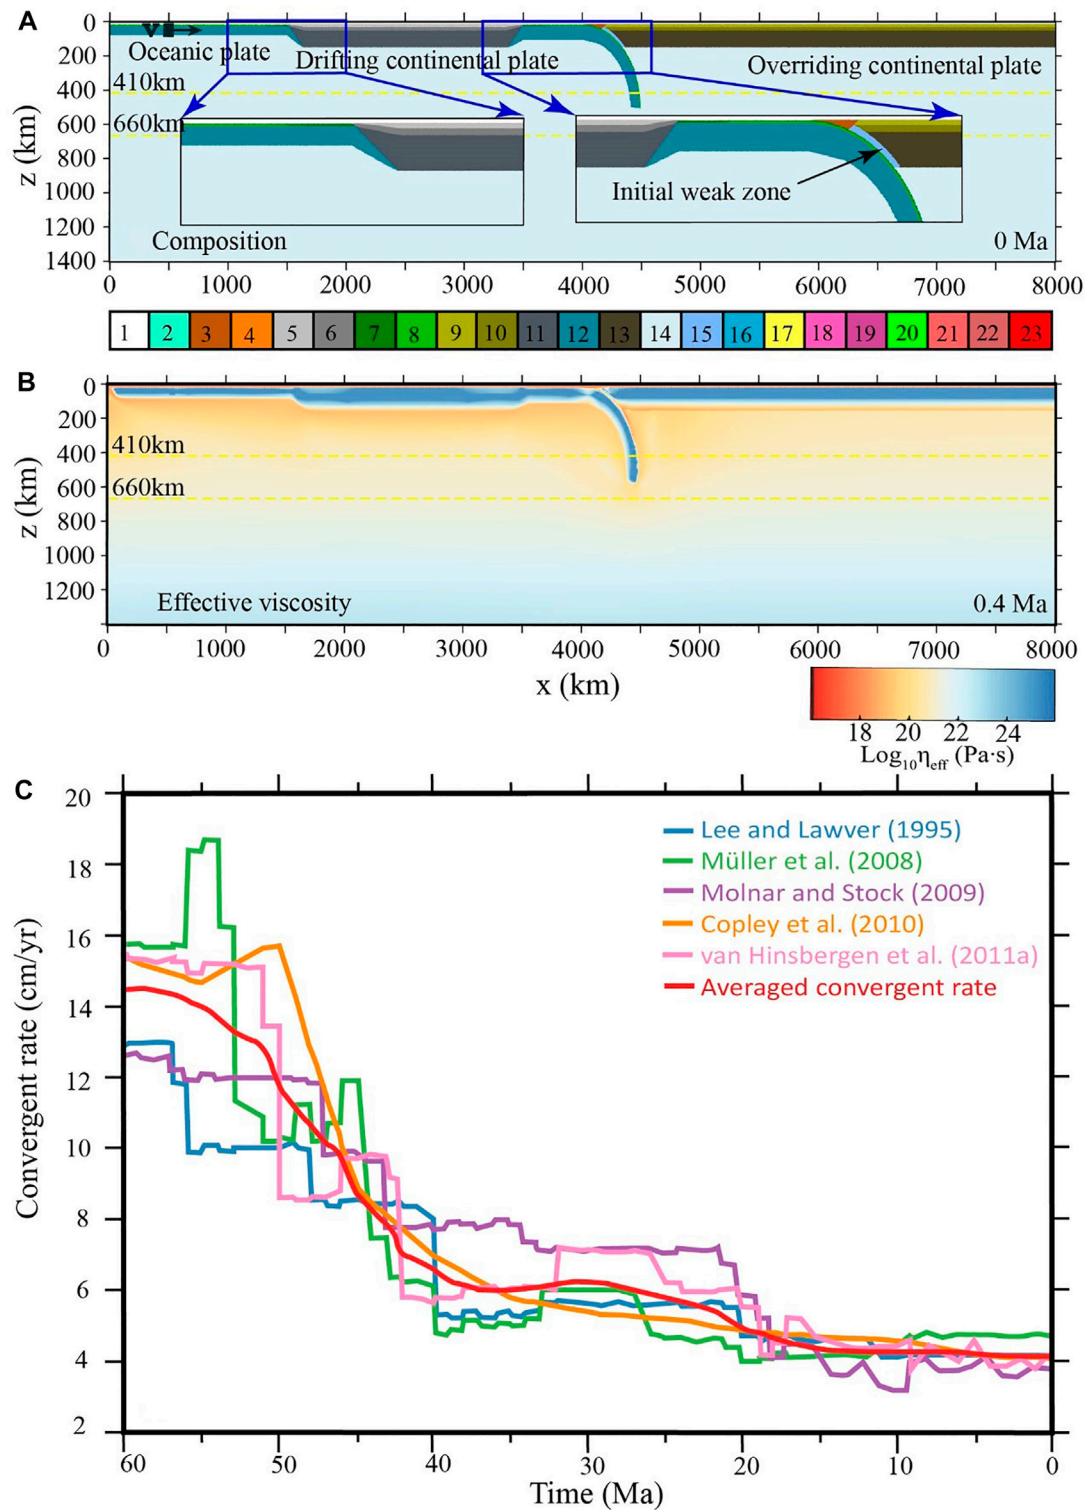 A
0
200
400
600
800
1000
1200
1400
z (km)
V
Oceanic plate
Drifting continental plate
Overriding continental plate
410km
660km
Initial weak zone
Composition
0 Ma
0 1000 2000 3000 4000 5000 6000 7000 8000
1 2 3 4 5 6 7 8 9 10 11 12 13 14 15 16 17 18 19 20 21 22 23
B
0
200
400
600
800
1000
1200
z (km)
410km
660km
Effective viscosity
0.4 Ma
0 1000 2000 3000 4000 5000 6000 7000 8000
x (km)
18 20 22 24
Log₁₀η_eff (Pa·s)
C
20
18
16
14
12
10
8
6
4
2
Convergent rate (cm/yr)
Lee and Lawver (1995)
Müller et al. (2008)
Molnar and Stock (2009)
Copley et al. (2010)
van Hinsbergen et al. (2011a)
Averaged convergent rate
60 50 40 30 20 10 0
Time (Ma)